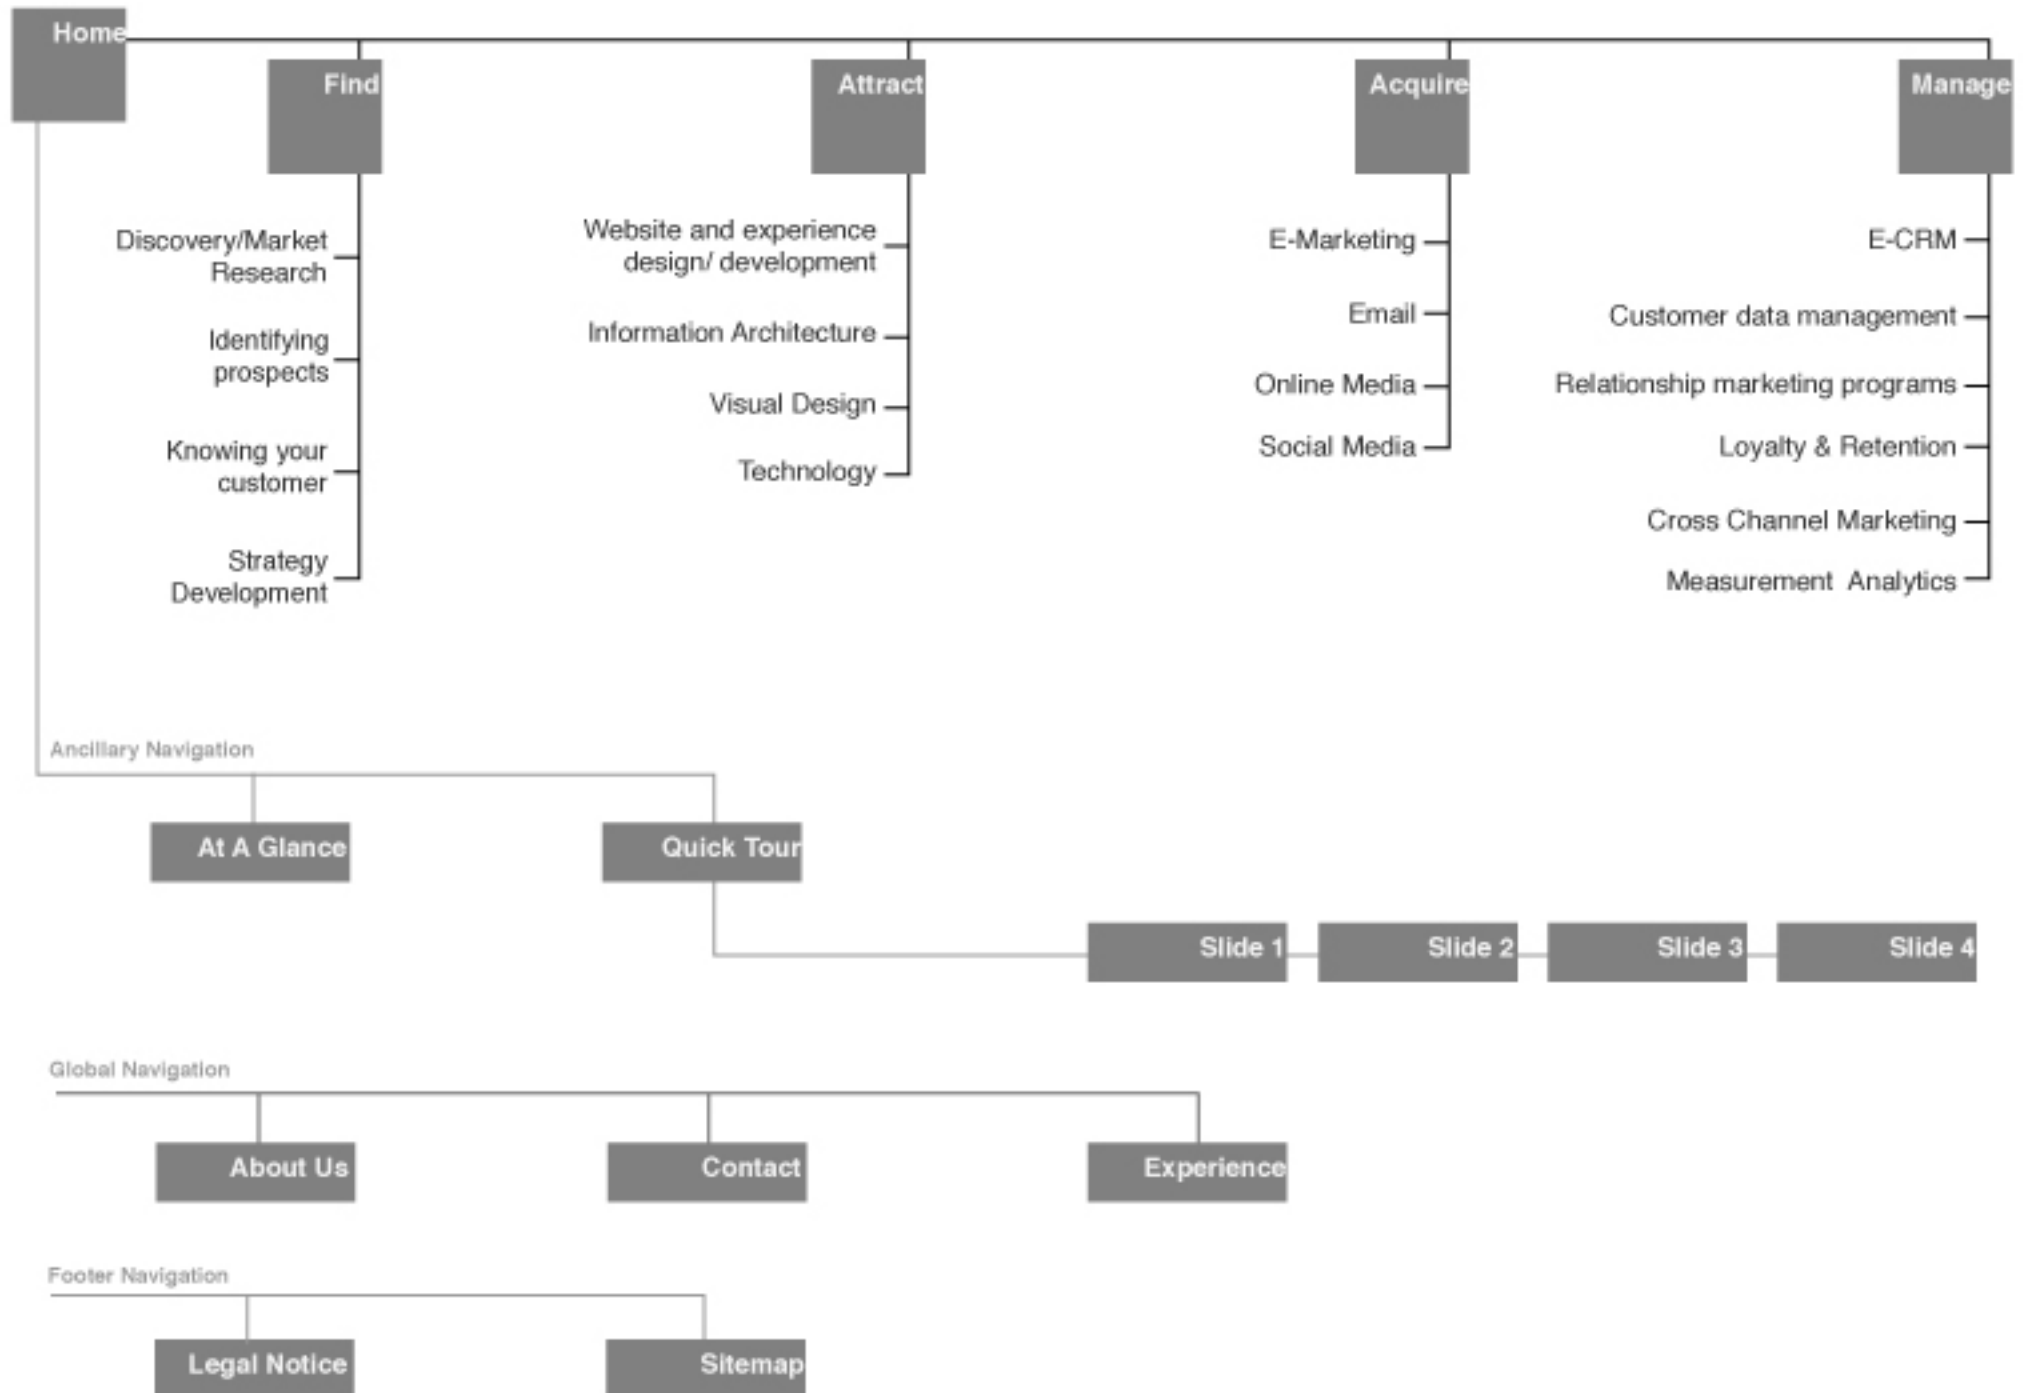 Home
Find
Attract
Acquire
Manage
Discovery/Market
Research
Identifying
prospects
Knowing your
customer
Strategy
Development
Website and experience
design/ development
Information Architecture
Visual Design
Technology
E-Marketing
Email
Online Media
Social Media
E-CRM
Customer data management
Relationship marketing programs
Loyalty & Retention
Cross Channel Marketing
Measurement  Analytics
Ancillary Navigation
At A Glance
Quick Tour
Slide 1
Slide 2
Slide 3
Slide 4
Global Navigation
About Us
Contact
Experience
Footer Navigation
Legal Notice
Sitemap